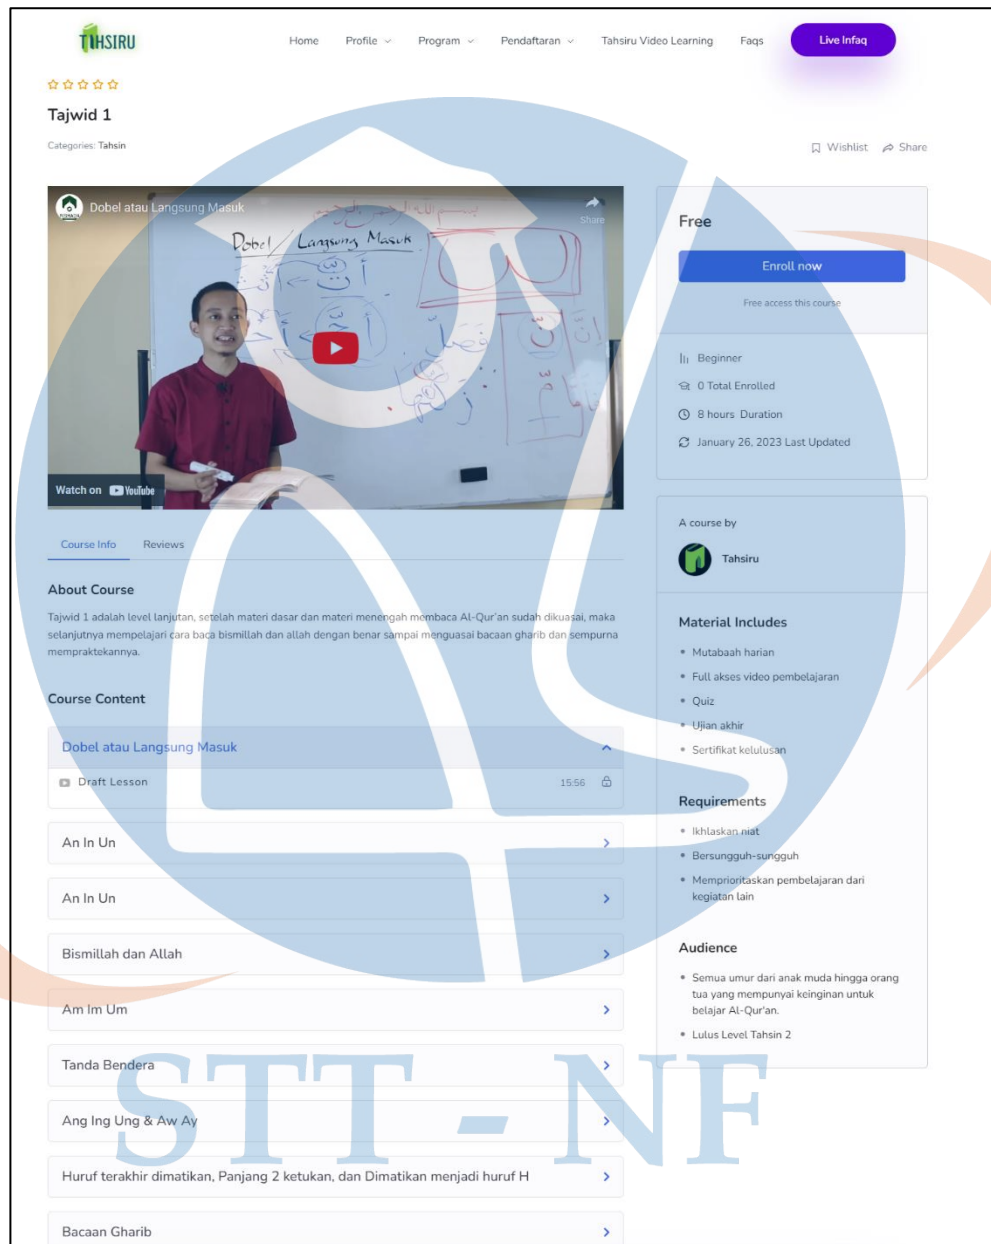 TAHSIRU
Home
Profile
Program
Pendaftaran
Tahsiru Video Learning
Faqs
Live Infaq
Tajwid 1
Categories: Tahsin
Wishlist
Share
Dobel atau Langsung Masuk
Share
Dobel / Langsung Masuk
Watch on YouTube
Free
Enroll now
Free access this course
Beginner
0 Total Enrolled
8 hours Duration
January 26, 2023 Last Updated
Course Info
Reviews
A course by
Tahsiru
About Course
Tajwid 1 adalah level lanjutan, setelah materi dasar dan materi menengah membaca Al-Qur'an sudah dikuasai, maka
selanjutnya mempelajari cara baca bismillah dan allah dengan benar sampai menguasai bacaan gharib dan sempurna
mempraktekannya.
Material Includes
Mutabaah harian
Full akses video pembelajaran
Quiz
Ujian akhir
Sertifikat kelulusan
Course Content
Dobel atau Langsung Masuk
Draft Lesson
15:56
An In Un
An In Un
Bismillah dan Allah
Am Im Um
Tanda Bendera
Ang Ing Ung & Aw Ay
Huruf terakhir dimatikan, Panjang 2 ketukan, dan Dimatikan menjadi huruf H
Bacaan Gharib
Requirements
Ikhlaskan niat
Bersungguh-sungguh
Memprioritaskan pembelajaran dari
kegiatan lain
Audience
Semua umur dari anak muda hingga orang
tua yang mempunyai keinginan untuk
belajar Al-Qur'an.
Lulus Level Tahsin 2
STT - NF